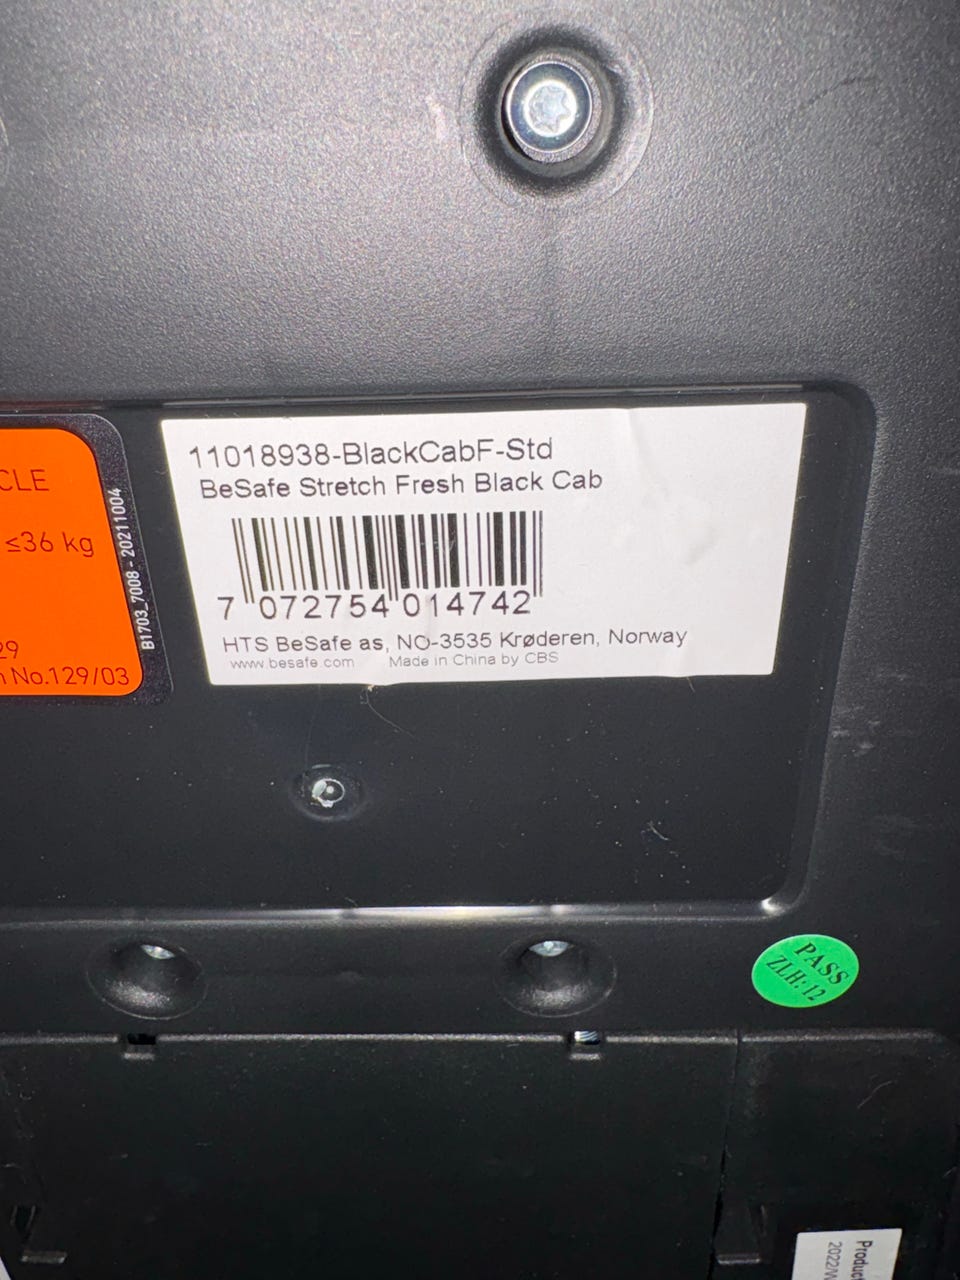 11018938-BlackCabF-Std
BeSafe Stretch Fresh Black Cab
7 072754 014742
HTS BeSafe as, NO-3535 Krøderen, Norway
www.besafe.com Made in China by CBS
CLE
≤36 kg
29
No.129/03
B1703_7008 - 20211004
PASS
ZLH:12